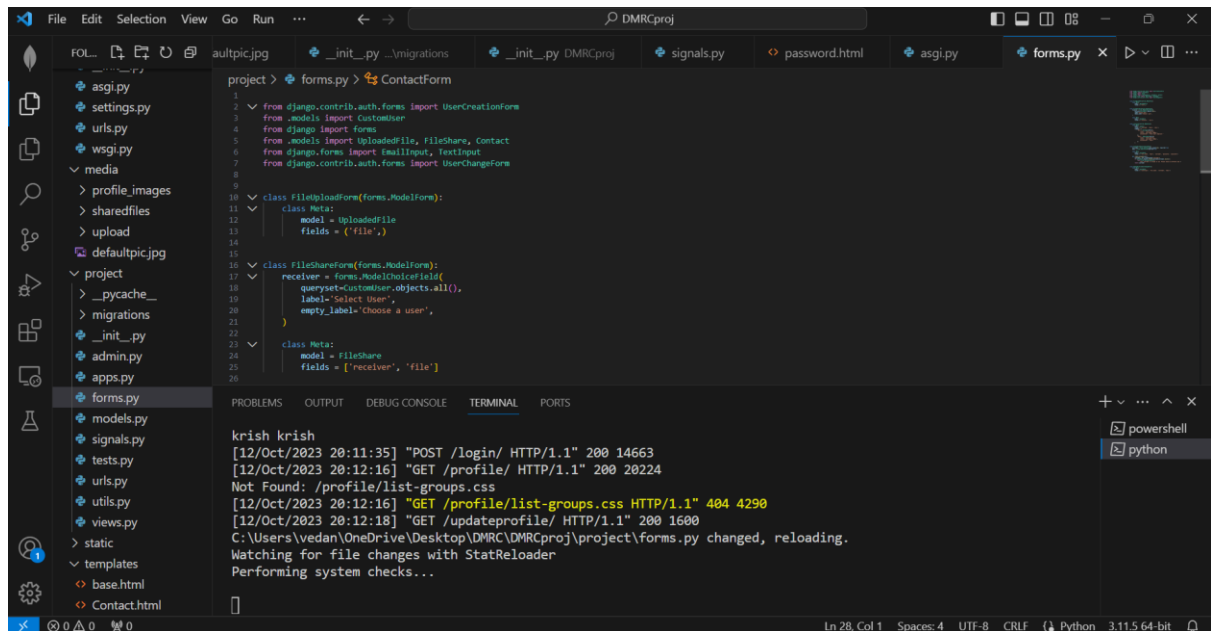 File Edit Selection View Go Run ··· ← → DMRCproj
FOL... aultpic.jpg __init__.py ...\migrations __init__.py DMRCproj signals.py password.html asgi.py forms.py
asgi.py
settings.py
urls.py
wsgi.py
media
profile_images
sharedfiles
upload
defaultpic.jpg
project
__pycache__
migrations
__init__.py
admin.py
apps.py
forms.py
models.py
signals.py
tests.py
urls.py
utils.py
views.py
static
templates
base.html
Contact.html
project > forms.py > ContactForm
1
2 from django.contrib.auth.forms import UserCreationForm
3 from .models import CustomUser
4 from django import forms
5 from .models import UploadedFile, FileShare, Contact
6 from django.forms import EmailInput, TextInput
7 from django.contrib.auth.forms import UserChangeForm
8
9
10 class FileUploadForm(forms.ModelForm):
11 class Meta:
12 model = UploadedFile
13 fields = ('file',)
14
15
16 class FileShareForm(forms.ModelForm):
17 receiver = forms.ModelChoiceField(
18 queryset=CustomUser.objects.all(),
19 label='Select User',
20 empty_label='Choose a user',
21 )
22
23 class Meta:
24 model = FileShare
25 fields = ['receiver', 'file']
26
PROBLEMS OUTPUT DEBUG CONSOLE TERMINAL PORTS
krish krish
[12/Oct/2023 20:11:35] "POST /login/ HTTP/1.1" 200 14663
[12/Oct/2023 20:12:16] "GET /profile/ HTTP/1.1" 200 20224
Not Found: /profile/list-groups.css
[12/Oct/2023 20:12:16] "GET /profile/list-groups.css HTTP/1.1" 404 4290
[12/Oct/2023 20:12:18] "GET /updateprofile/ HTTP/1.1" 200 1600
C:\Users\vedan\OneDrive\Desktop\DMRC\DMRCproj\project\forms.py changed, reloading.
Watching for file changes with StatReloader
Performing system checks...
powershell
python
1
0 0 0 Ln 28, Col 1 Spaces: 4 UTF-8 CRLF Python 3.11.5 64-bit